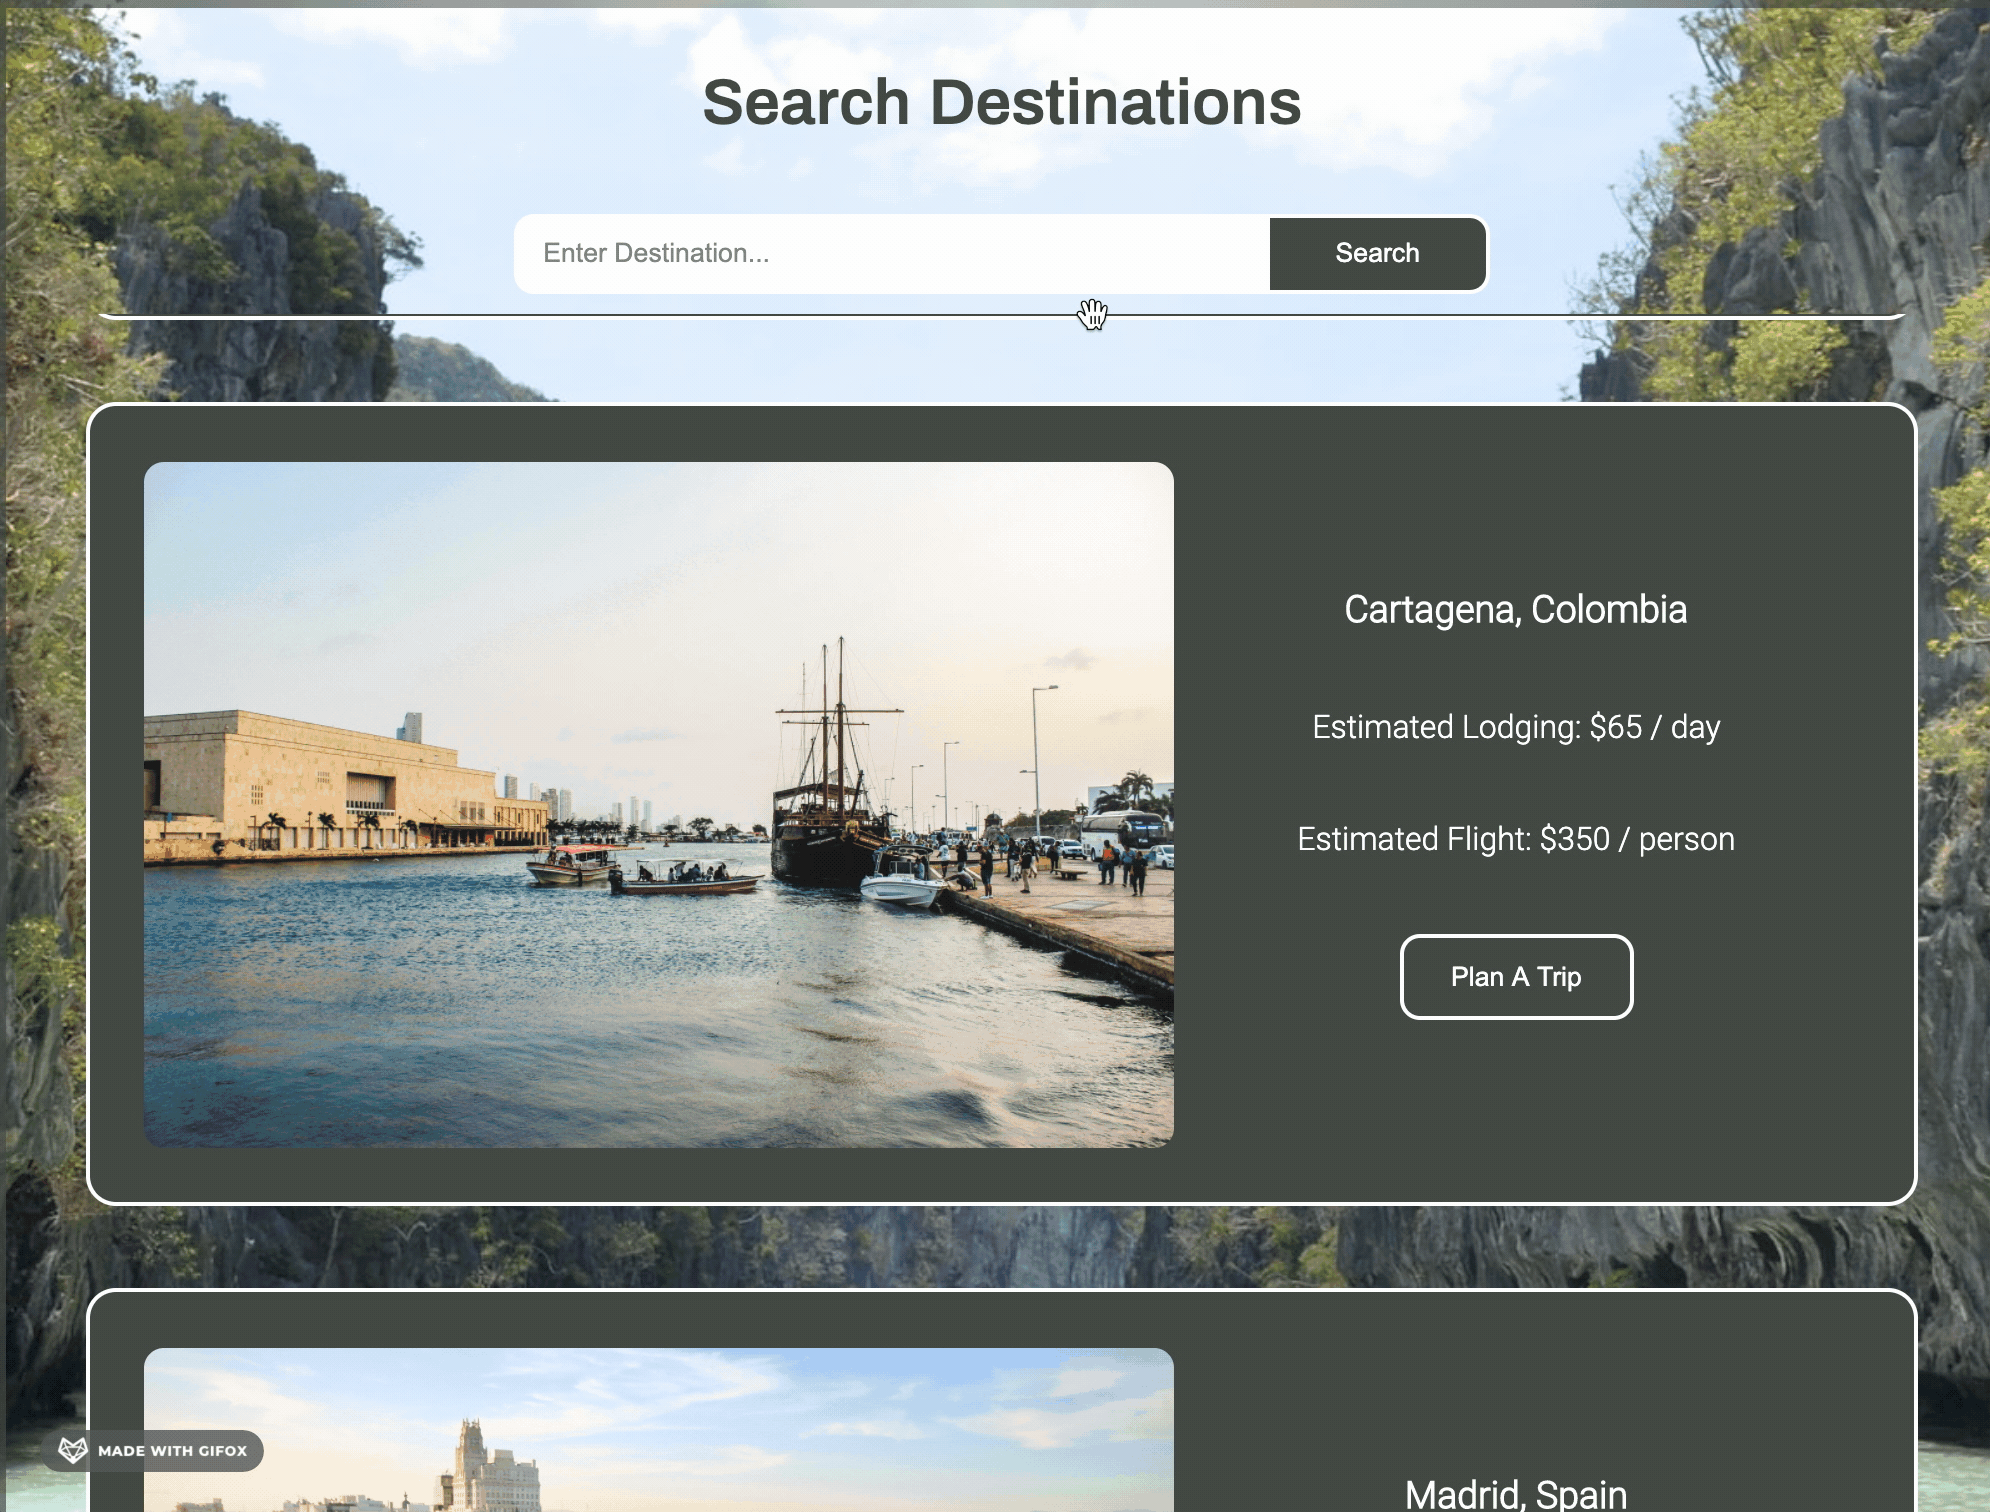 Search Destinations
Enter Destination...
Search
Cartagena, Colombia
Estimated Lodging: $65 / day
Estimated Flight: $350 / person
Plan A Trip
MADE WITH GIFOX
Madrid, Spain